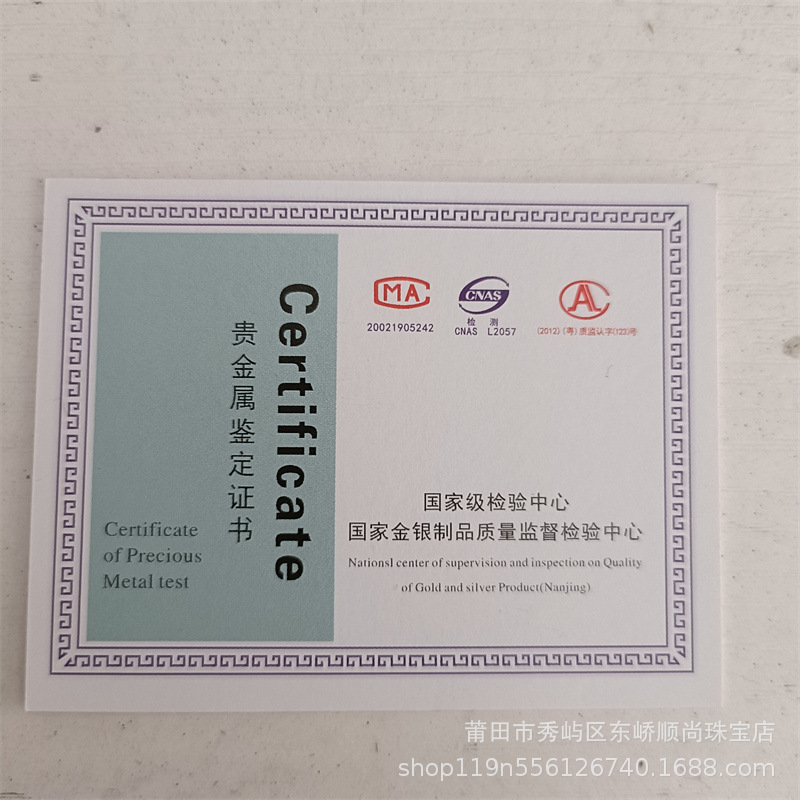 Certificate
贵金属鉴定证书
Certificate
of Precious
Metal test
MA
20021905242
CNAS
检 测
CNAS L2057
AL
(2012) (粤) 质监认字(123)号
国家级检验中心
国家金银制品质量监督检验中心
Nationsl center of supervision and inspection on Quality
of Gold and silver Product(Nanjing)
莆田市秀屿区东峤顺尚珠宝店
shop119n556126740.1688.com